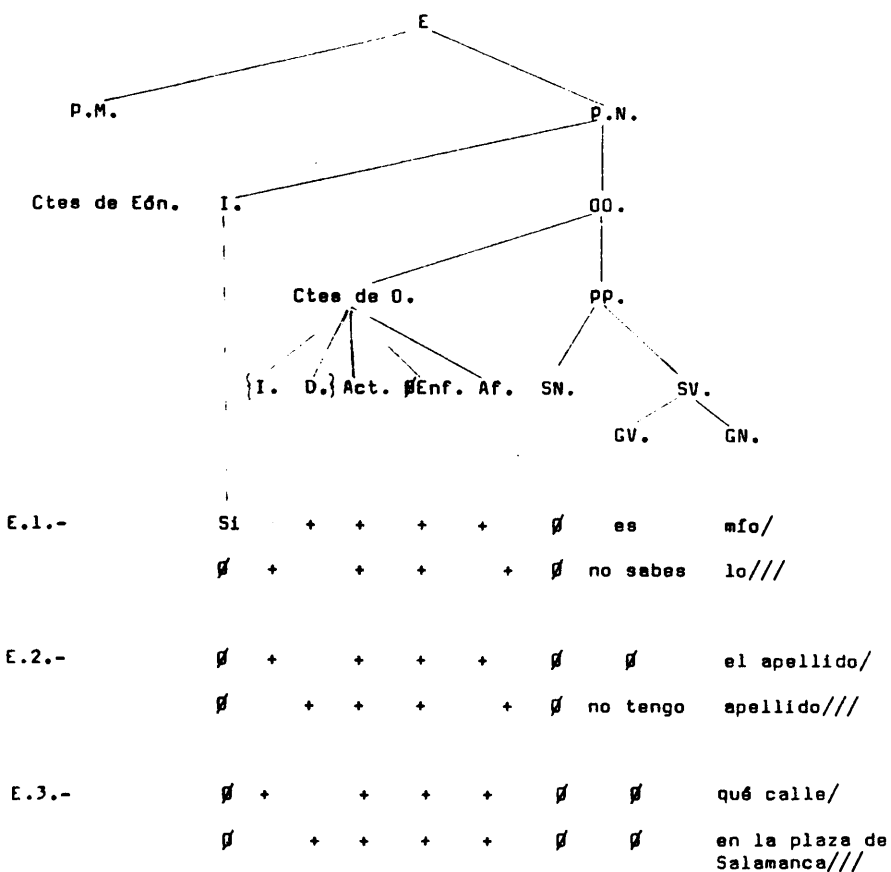 E
P.M. P.N.
Ctes de Eón. I. OO.
Ctes de O. PP.
{I. D.} Act. ØEnf. Af. SN. SV.
GV. GN.
E.1.- Si + + + + Ø es mío/
Ø + + + + Ø no sabes lo///
E.2.- Ø + + + + Ø Ø el apellido/
Ø + + + + Ø no tengo apellido///
E.3.- Ø + + + + Ø Ø qué calle/
Ø + + + + Ø Ø en la plaza de
Salamanca///